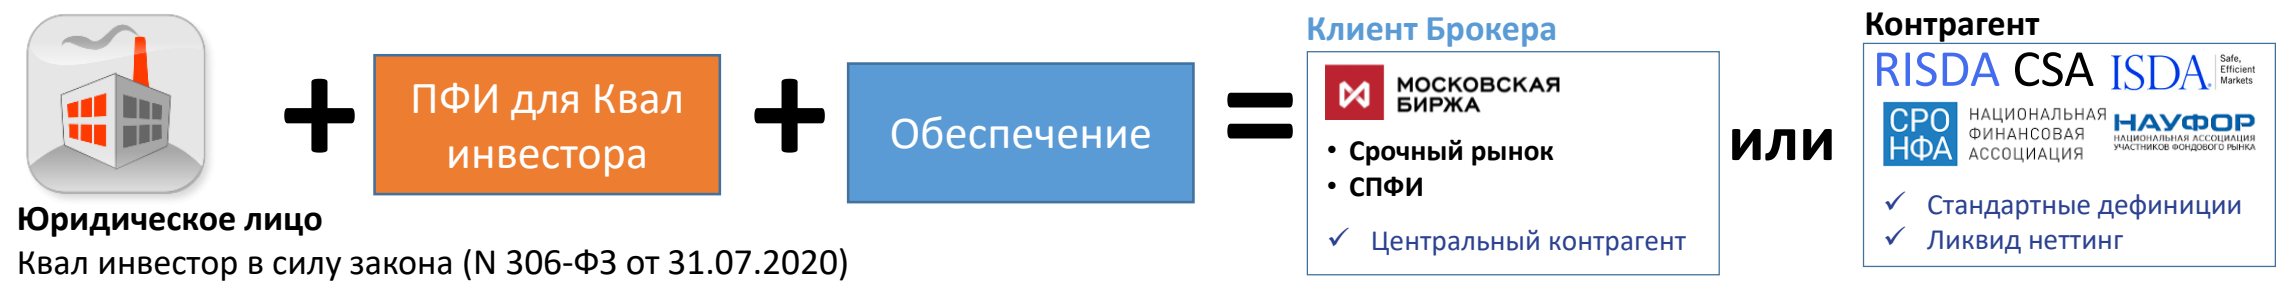 Юридическое лицо
Квал инвестор в силу закона (N 306-ФЗ от 31.07.2020)
+
ПФИ для Квал
инвестора
+
Обеспечение
=
Клиент Брокера
МОСКОВСКАЯ
БИРЖА
• Срочный рынок
• СПФИ
✓ Центральный контрагент
или
Контрагент
RISDA CSA ISDA
Safe,
Efficient
Markets
СРО
НФА
НАЦИОНАЛЬНАЯ
ФИНАНСОВАЯ
АССОЦИАЦИЯ
НАУФОР
НАЦИОНАЛЬНАЯ АССОЦИАЦИЯ
УЧАСТНИКОВ ФОНДОВОГО РЫНКА
✓ Стандартные дефиниции
✓ Ликвид неттинг